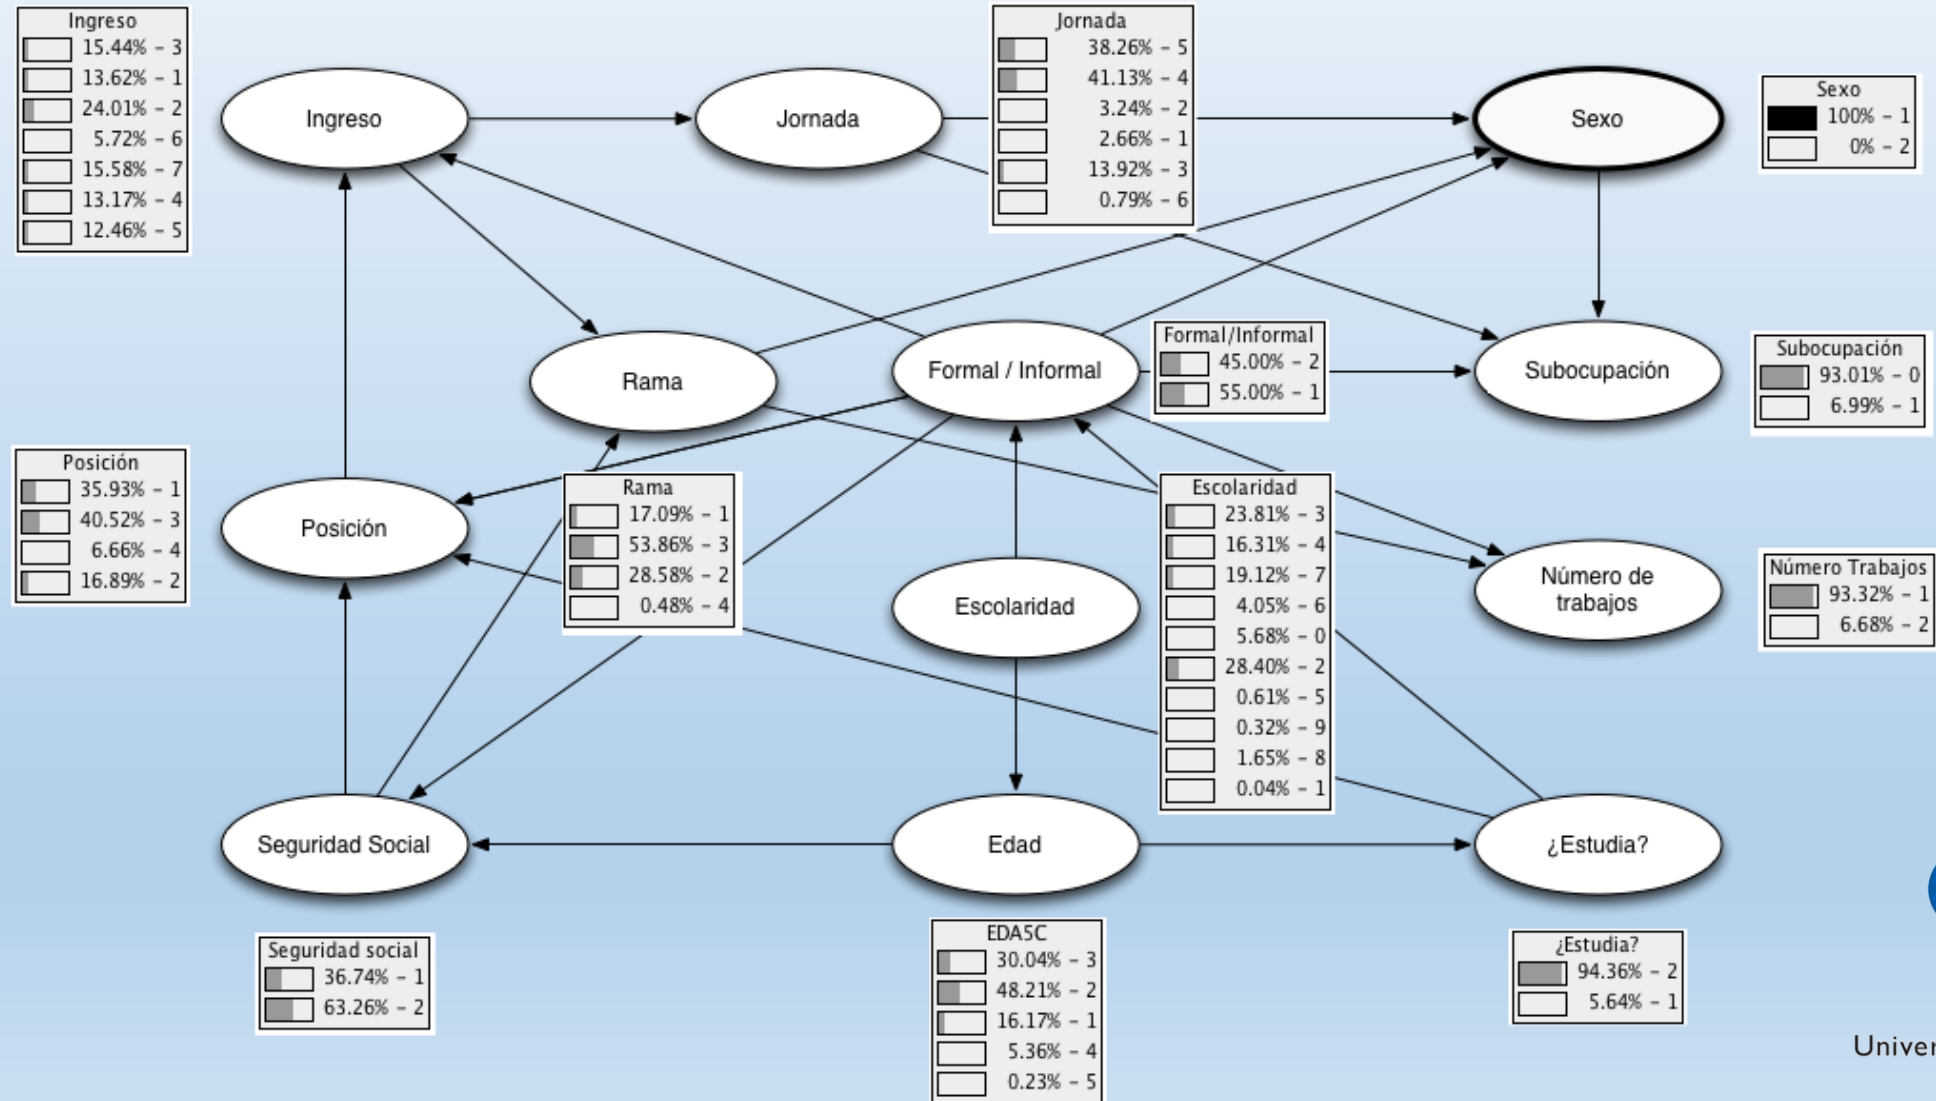 Ingreso
15.44% - 3
13.62% - 1
24.01% - 2
5.72% - 6
15.58% - 7
13.17% - 4
12.46% - 5
Ingreso
Jornada
Jornada
38.26% - 5
41.13% - 4
3.24% - 2
2.66% - 1
13.92% - 3
0.79% - 6
Sexo
Sexo
100% - 1
0% - 2
Rama
Formal / Informal
Formal/Informal
45.00% - 2
55.00% - 1
Subocupación
Subocupación
93.01% - 0
6.99% - 1
Posición
35.93% - 1
40.52% - 3
6.66% - 4
16.89% - 2
Posición
Rama
17.09% - 1
53.86% - 3
28.58% - 2
0.48% - 4
Escolaridad
Escolaridad
23.81% - 3
16.31% - 4
19.12% - 7
4.05% - 6
5.68% - 0
28.40% - 2
0.61% - 5
0.32% - 9
1.65% - 8
0.04% - 1
Número de
trabajos
Número Trabajos
93.32% - 1
6.68% - 2
Seguridad Social
Edad
¿Estudia?
Seguridad social
36.74% - 1
63.26% - 2
EDA5C
30.04% - 3
48.21% - 2
16.17% - 1
5.36% - 4
0.23% - 5
¿Estudia?
94.36% - 2
5.64% - 1